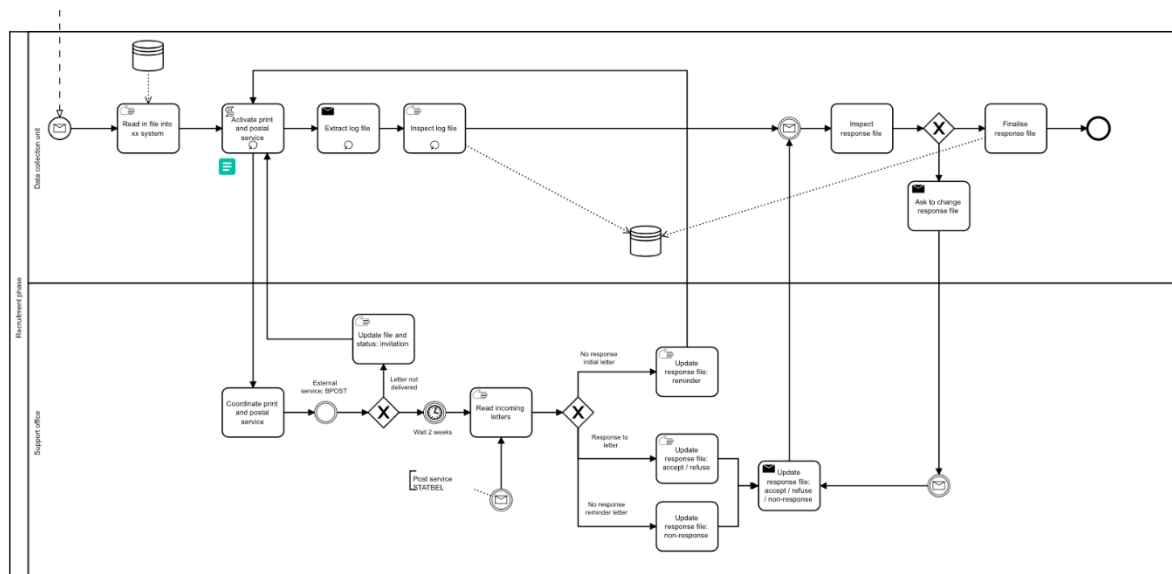 Recruitment phase
Data collection unit
Read in file into
xx system
Activate print
and postal
service
Extract log file
Inspect log file
Inspect
response file
X
Finalise
response file
Ask to change
response file
Support office
Update file and
status: invitation
Coordinate print
and postal
service
External
service; BPOST
Letter not
delivered
X
Wait 2 weeks
Read incoming
letters
Post service
STATBEL
X
No response
initial letter
Update
response file:
reminder
Response to
letter
Update
response file:
accept / refuse
No response
reminder letter
Update
response file:
non-response
Update
response file:
accept / refuse
/ non-response